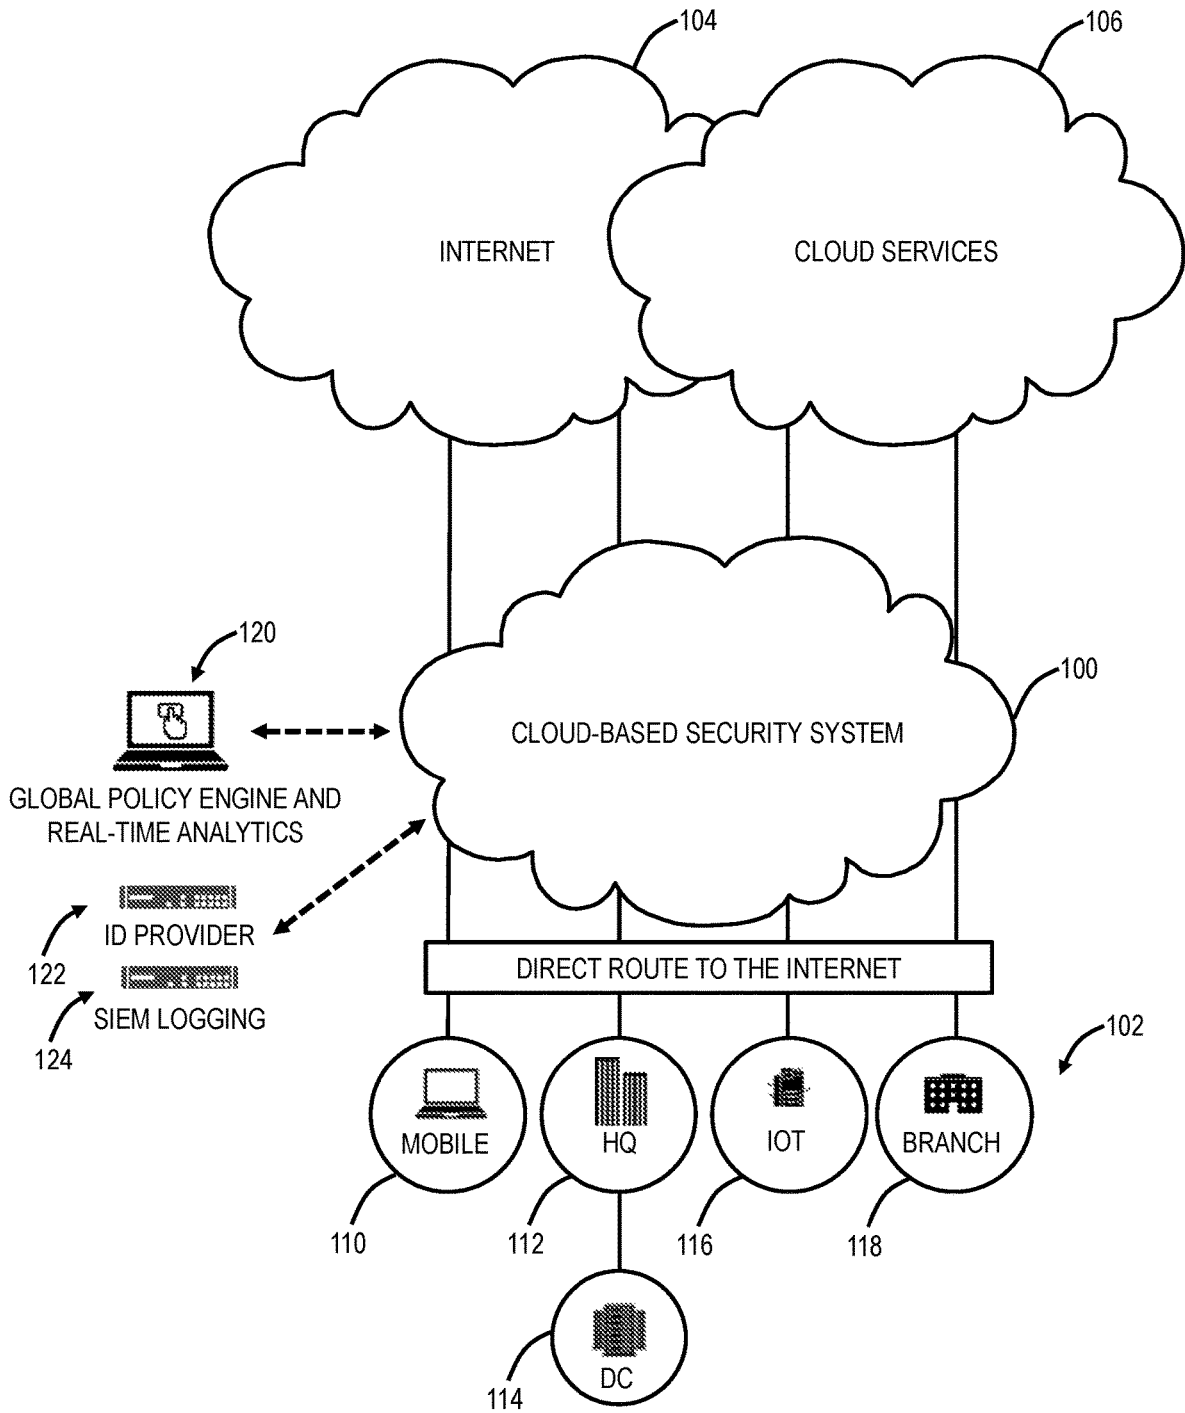 104
106
INTERNET
CLOUD SERVICES
120
100
CLOUD-BASED SECURITY SYSTEM
GLOBAL POLICY ENGINE AND
REAL-TIME ANALYTICS
ID PROVIDER
122
DIRECT ROUTE TO THE INTERNET
SIEM LOGGING
124
102
MOBILE
HQ
IOT
BRANCH
110
112
116
118
DC
114